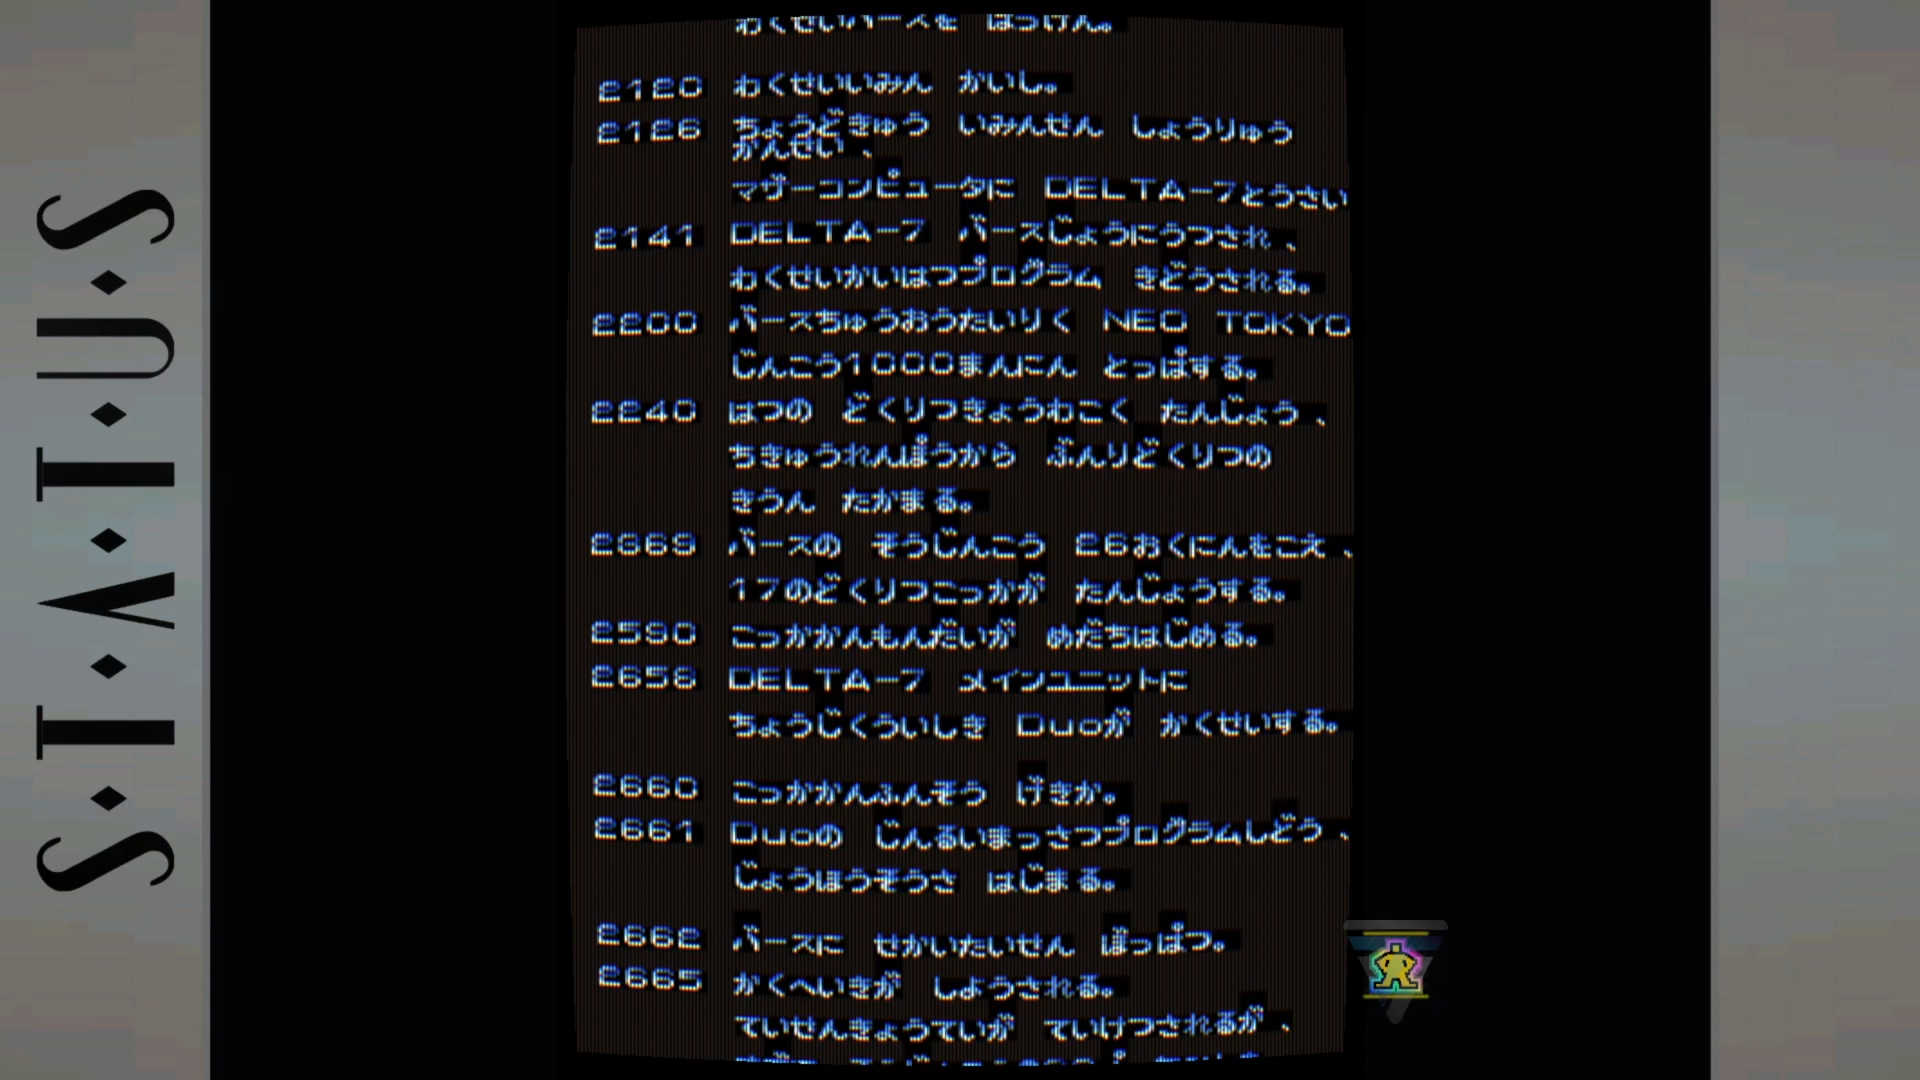 S・T・A・T・U・S
わくせいバースを はっけん。
2120 わくせいいみん かいし。
2126 ちょうどきゅう いみんせん しょうりゅう
かんせい、
マザーコンピュータに DELTA-7とうさい
2141 DELTA-7 バースじょうにうつされ、
わくせいかいはつプログラム きどうされる。
2200 バースちゅうおうたいりく NEO TOKYO
じんこう1000まんにん とっぱする。
2240 はつの どくりつきょうわこく たんじょう、
ちきゅうれんぽうから ぶんりどくりつの
きうん たかまる。
2369 バースの そうじんこう 26おくにんをこえ、
17のどくりつこっかが たんじょうする。
2590 こっかかんもんだいが めだちはじめる。
2658 DELTA-7 メインユニットに
ちょうじくういしき Duoが かくせいする。
2660 こっかかんふんそう げきか。
2661 Duoの じんるいまっさつプログラムしどう、
じょうほうそうさ はじまる。
2662 バースに せかいたいせん ぼっぱつ。
2665 かくへいきが しようされる。
ていせんきょうていが ていけつされるが、